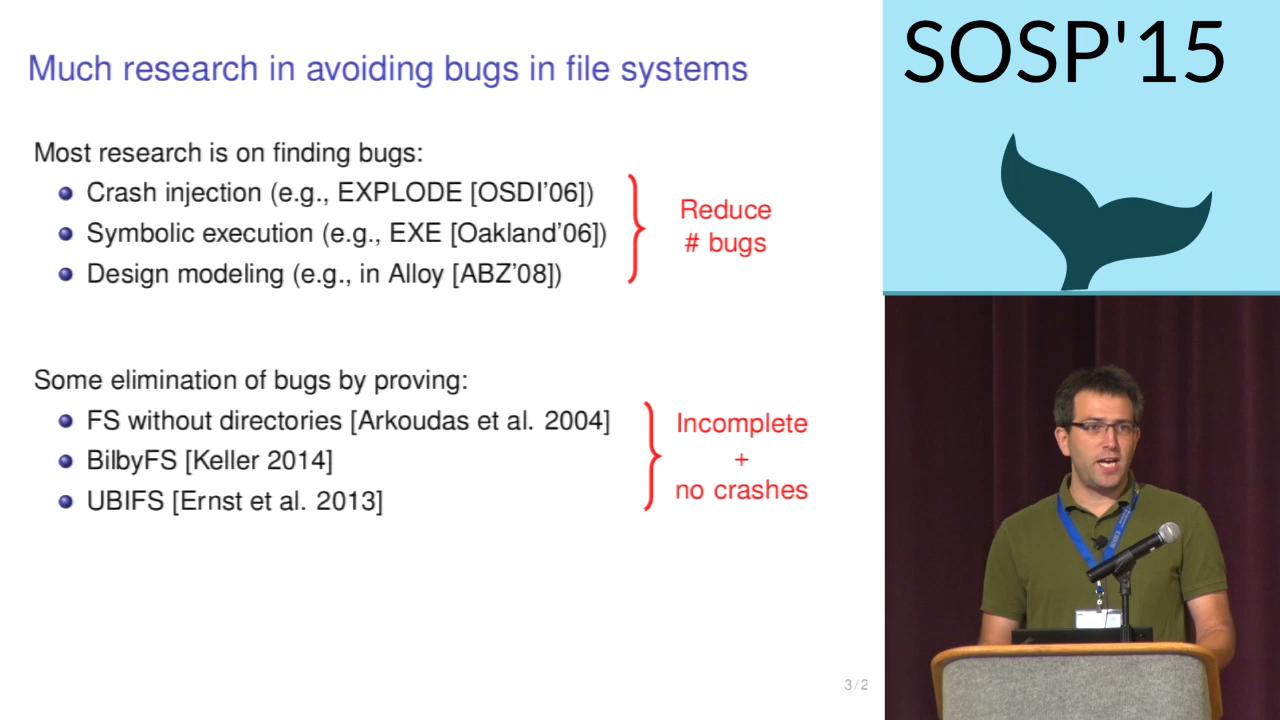 Much research in avoiding bugs in file systems
Most research is on finding bugs:
Crash injection (e.g., EXPLODE [OSDI'06])
Symbolic execution (e.g., EXE [Oakland'06])
Design modeling (e.g., in Alloy [ABZ'08])
Reduce
# bugs
Some elimination of bugs by proving:
FS without directories [Arkoudas et al. 2004]
BilbyFS [Keller 2014]
UBIFS [Ernst et al. 2013]
Incomplete
+
no crashes
3 / 2
SOSP'15